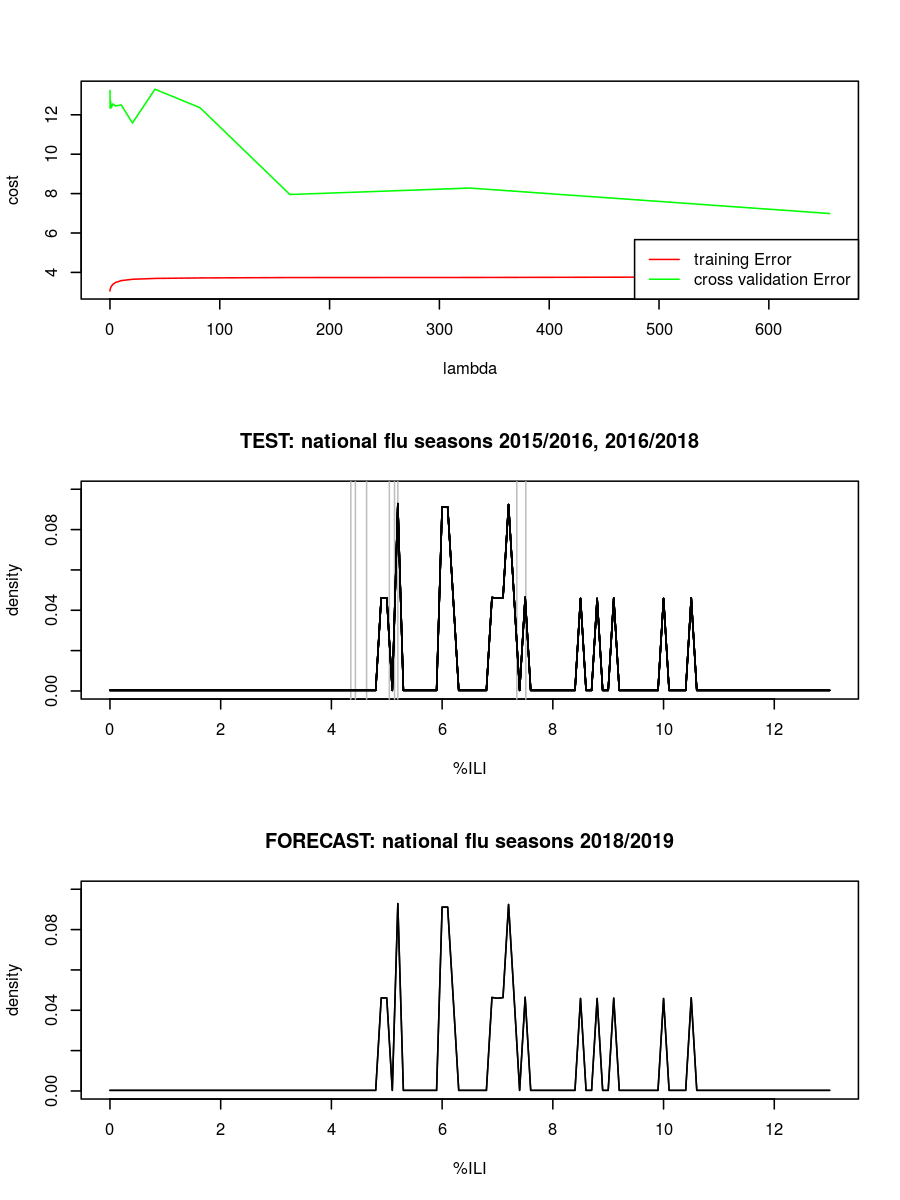 cost
4 6 8 10 12
0 100 200 300 400 500 600
lambda
training Error
cross validation Error
TEST: national flu seasons 2015/2016, 2016/2018
density
0.00 0.04 0.08
0 2 4 6 8 10 12
%ILI
FORECAST: national flu seasons 2018/2019
density
0.00 0.04 0.08
0 2 4 6 8 10 12
%ILI